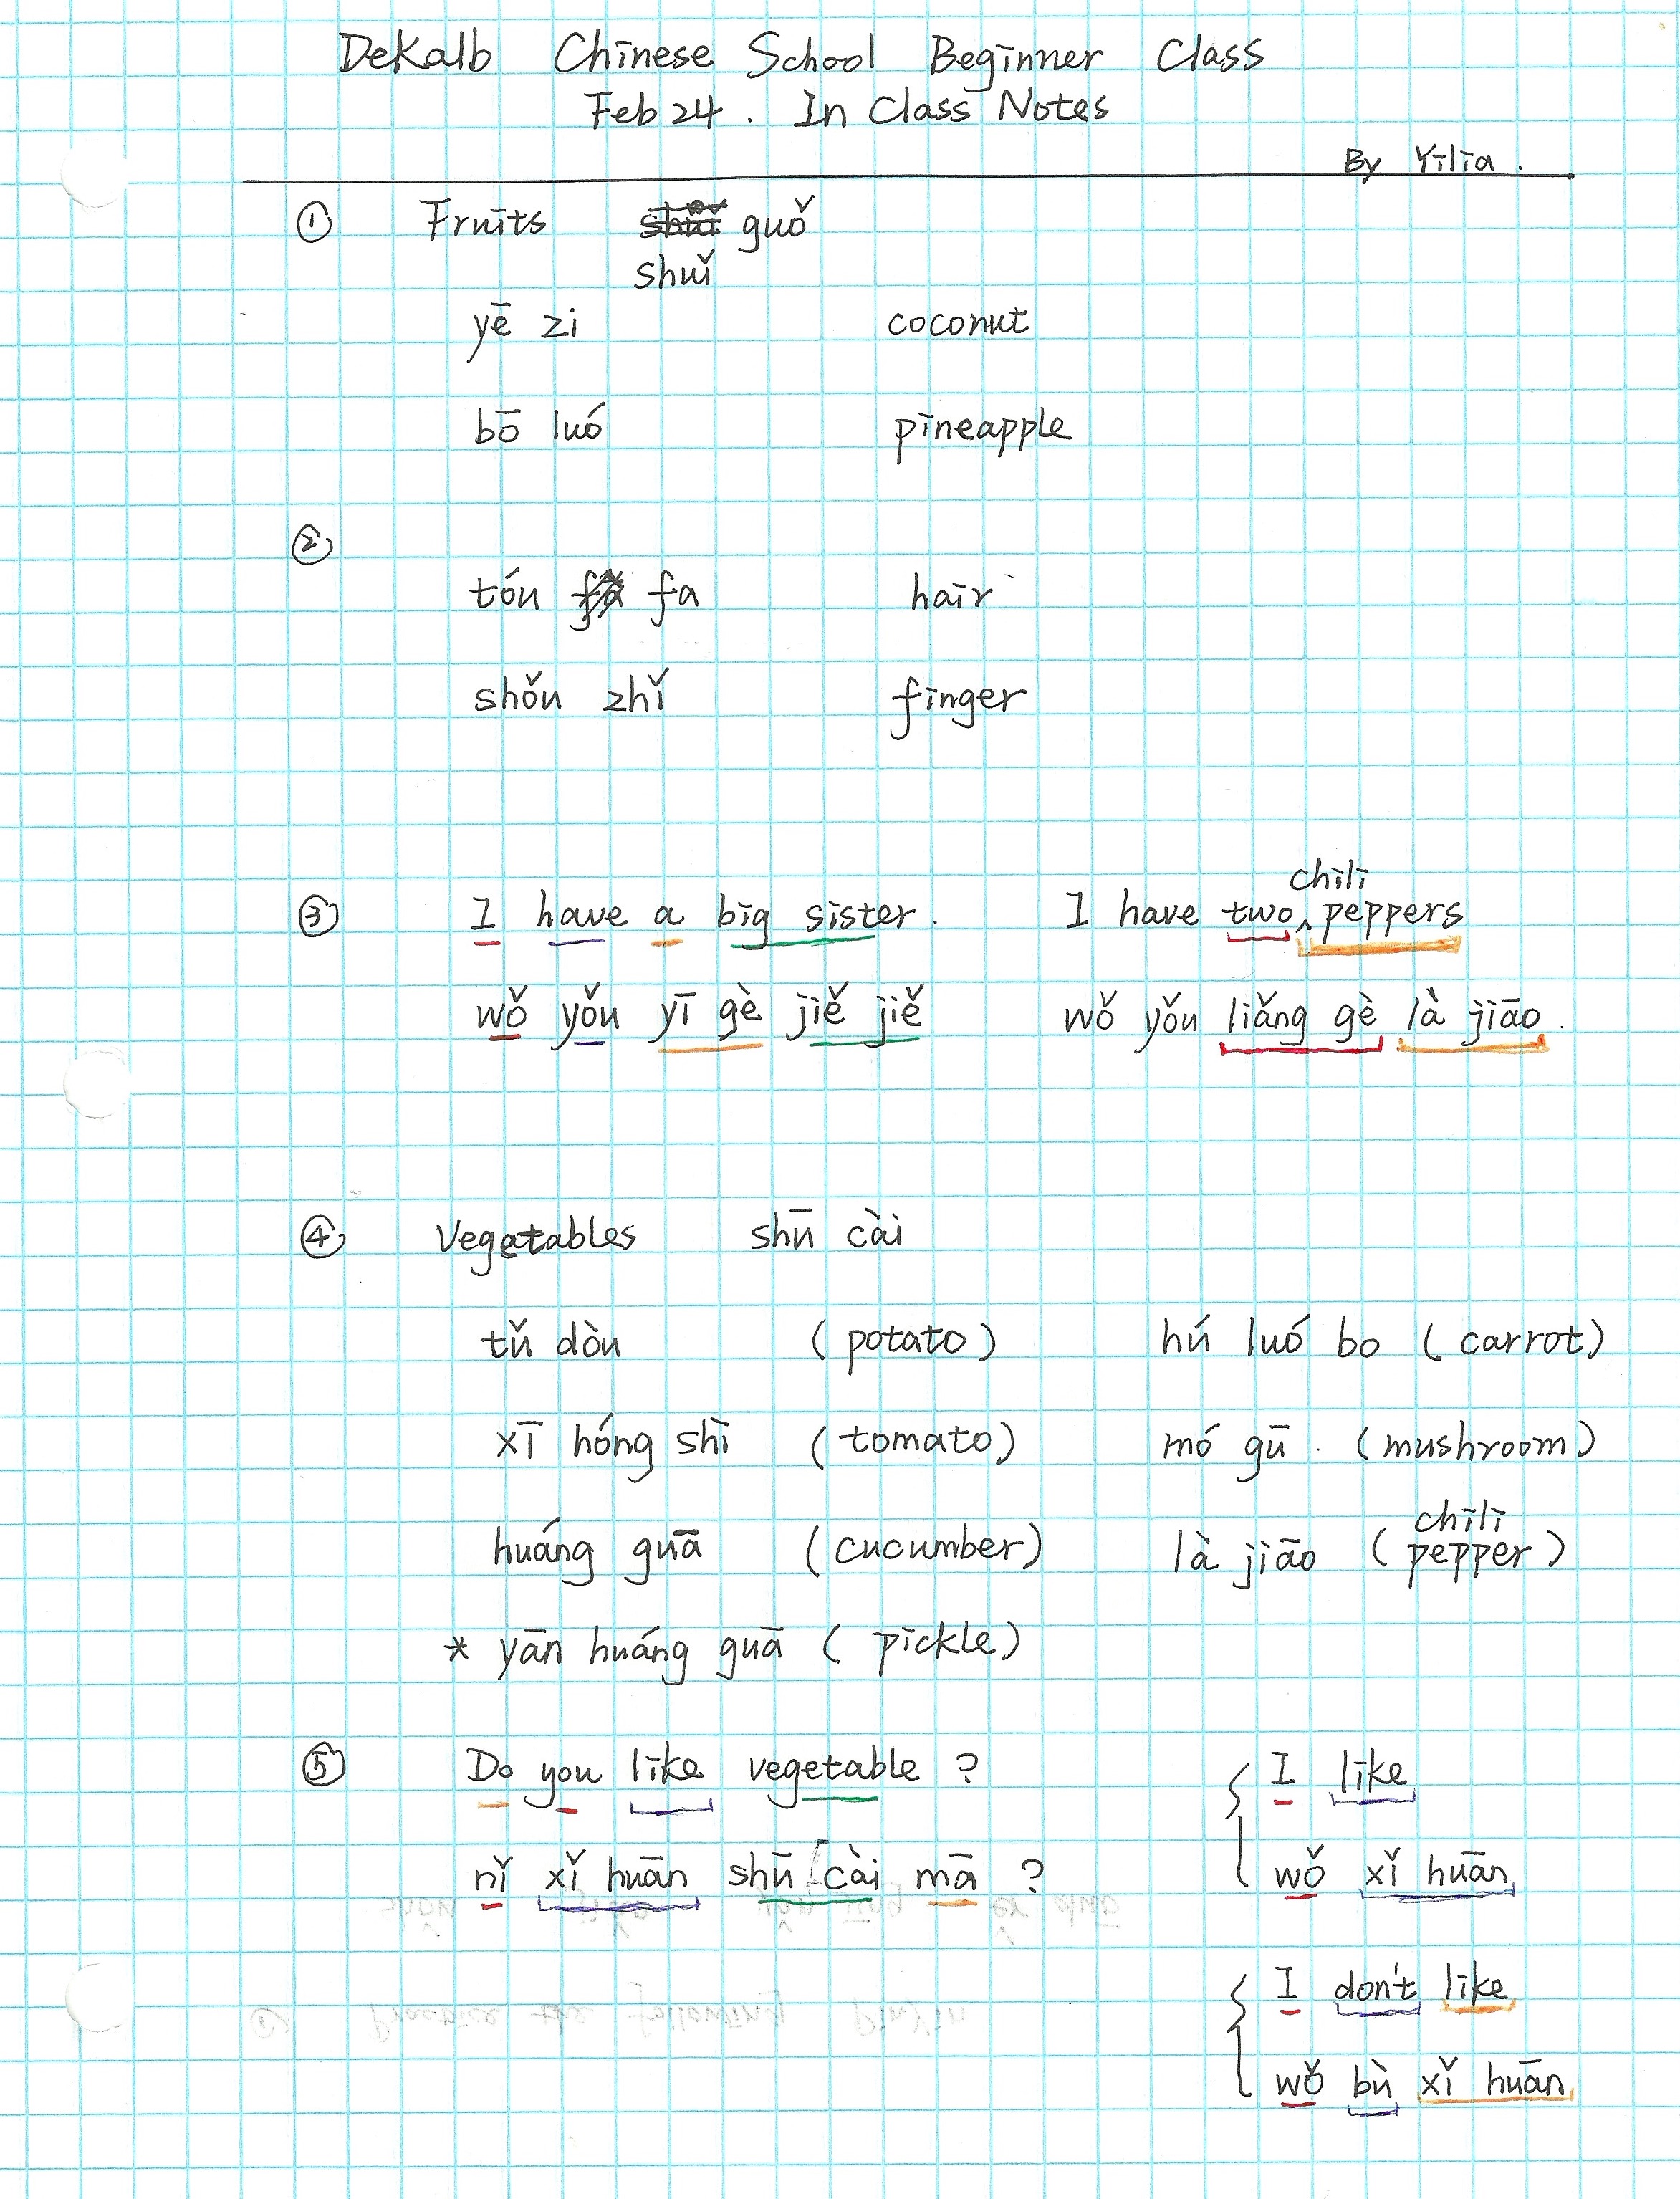 DeKalb Chinese School Beginner Class
Feb 24. In Class Notes
By Yilia.
① Fruits guǒ
shuǐ
yē zi coconut
bō luó pineapple
②
tóu fa hair
shǒu zhǐ finger
chili
③ I have a big sister. I have two ^ peppers
wǒ yǒu yī gè jiě jiě wǒ yǒu liǎng gè là jiāo.
④ Vegetables shū cài
tǔ dòu (potato) hú luó bo (carrot)
xī hóng shì (tomato) mó gū. (mushroom)
chili
huáng guā (cucumber) là jiāo (pepper)
* yān huáng guā (pickle)
⑤ Do you like vegetable? I like
nǐ xǐ huān shū cài mā? wǒ xǐ huān
I don't like
wǒ bù xǐ huān